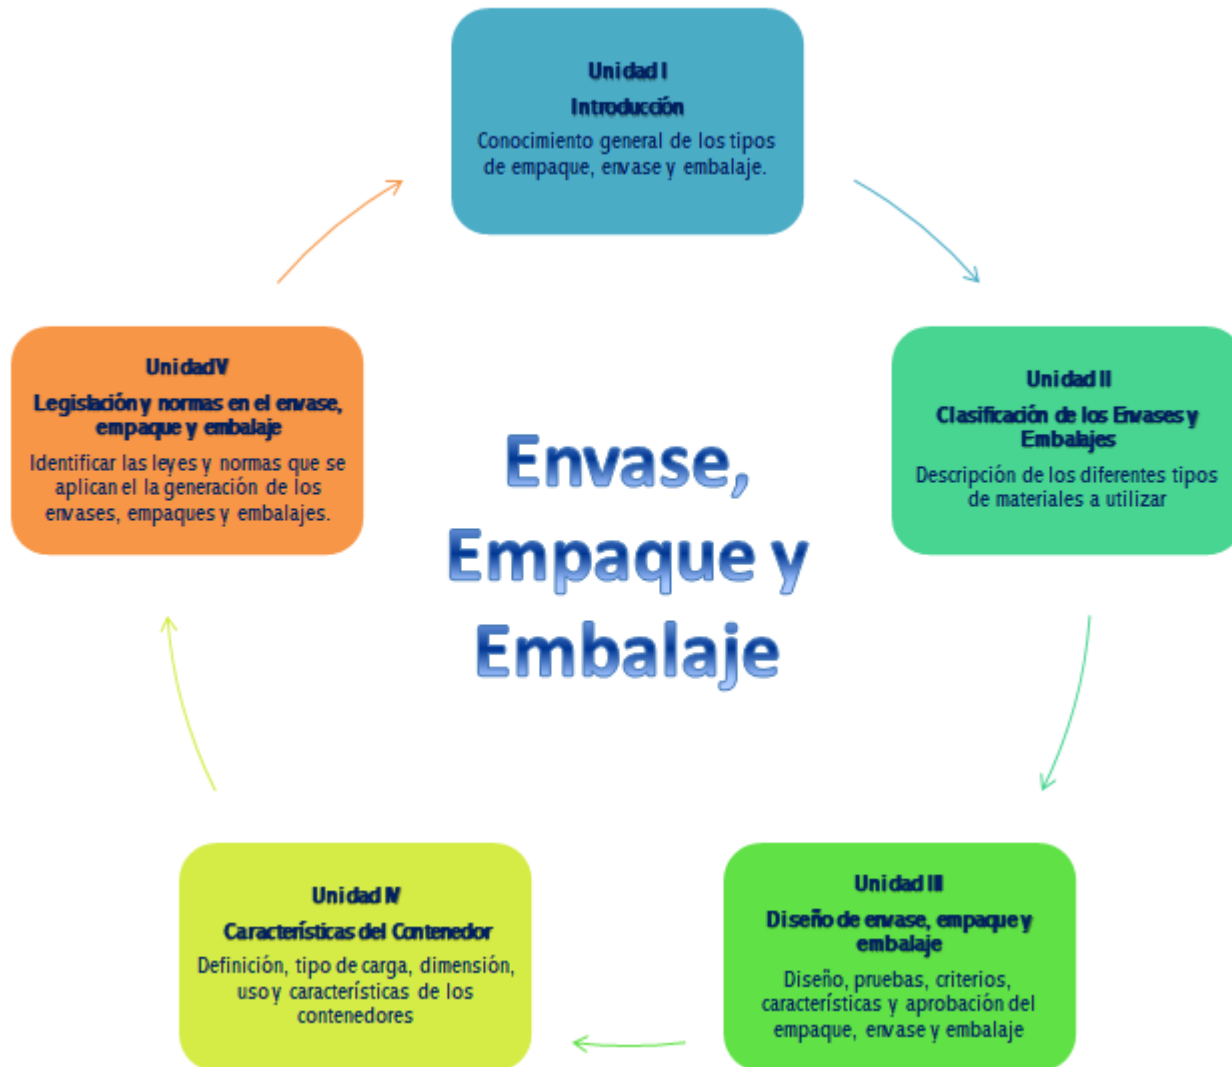 Unidad I
Introducción
Conocimiento general de los tipos
de empaque, envase y embalaje.
Unidad II
Clasificación de los Envases y
Embalajes
Descripción de los diferentes tipos
de materiales a utilizar
Unidad III
Diseño de envase, empaque y
embalaje
Diseño, pruebas, criterios,
características y aprobación del
empaque, envase y embalaje
Unidad IV
Características del Contenedor
Definición, tipo de carga, dimensión,
uso y características de los
contenedores
Unidad V
Legislación y normas en el envase,
empaque y embalaje
Identificar las leyes y normas que se
aplican el la generación de los
envases, empaques y embalajes.
Envase,
Empaque y
Embalaje